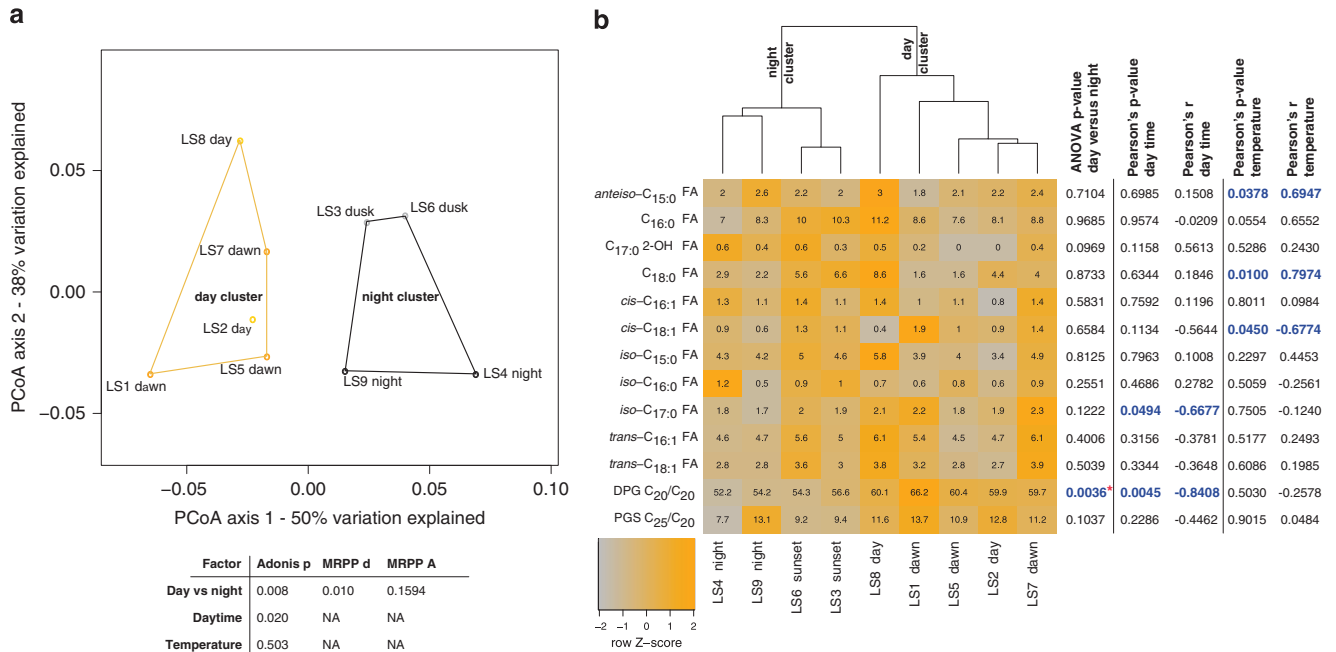 a
PCoA axis 2 - 38% variation explained
0.05
0.00
−0.05
LS8 day
LS3 dusk
LS6 dusk
LS7 dawn
day cluster
night cluster
LS2 day
LS1 dawn
LS5 dawn
LS9 night
LS4 night
−0.05 0.00 0.05 0.10
PCoA axis 1 - 50% variation explained
Factor Adonis p MRPP d MRPP A
Day vs night 0.008 0.010 0.1594
Daytime 0.020 NA NA
Temperature 0.503 NA NA
b
night cluster
day cluster
ANOVA p-value day versus night
Pearson's p-value day time
Pearson's r day time
Pearson's p-value temperature
Pearson's r temperature
anteiso–C15:0 FA 2 2.6 2.2 2 3 1.8 2.1 2.2 2.4 0.7104 0.6985 0.1508 0.0378 0.6947
C16:0 FA 7 8.3 10 10.3 11.2 8.6 7.6 8.1 8.8 0.9685 0.9574 -0.0209 0.0554 0.6552
C17:0 2-OH FA 0.6 0.4 0.6 0.3 0.5 0.2 0 0 0.4 0.0969 0.1158 0.5613 0.5286 0.2430
C18:0 FA 2.9 2.2 5.6 6.6 8.6 1.6 1.6 4.4 4 0.8733 0.6344 0.1846 0.0100 0.7974
cis–C16:1 FA 1.3 1.1 1.4 1.1 1.4 1 1.1 0.8 1.4 0.5831 0.7592 0.1196 0.8011 0.0984
cis–C18:1 FA 0.9 0.6 1.3 1.1 0.4 1.9 1 0.9 1.4 0.6584 0.1134 -0.5644 0.0450 -0.6774
iso–C15:0 FA 4.3 4.2 5 4.6 5.8 3.9 4 3.4 4.9 0.8125 0.7963 0.1008 0.2297 0.4453
iso–C16:0 FA 1.2 0.5 0.9 1 0.7 0.6 0.8 0.6 0.9 0.2551 0.4686 0.2782 0.5059 -0.2561
iso–C17:0 FA 1.8 1.7 2 1.9 2.1 2.2 1.8 1.9 2.3 0.1222 0.0494 -0.6677 0.7505 -0.1240
trans–C16:1 FA 4.6 4.7 5.6 5 6.1 5.4 4.5 4.7 6.1 0.4006 0.3156 -0.3781 0.5177 0.2493
trans–C18:1 FA 2.8 2.8 3.6 3 3.8 3.2 2.8 2.7 3.9 0.5039 0.3344 -0.3648 0.6086 0.1985
DPG C20/C20 52.2 54.2 54.3 56.6 60.1 66.2 60.4 59.9 59.7 0.0036* 0.0045 -0.8408 0.5030 -0.2578
PGS C25/C20 7.7 13.1 9.2 9.4 11.6 13.7 10.9 12.8 11.2 0.1037 0.2286 -0.4462 0.9015 0.0484
LS4 night
LS9 night
LS6 sunset
LS3 sunset
LS8 day
LS1 dawn
LS5 dawn
LS2 day
LS7 dawn
−2 −1 0 1 2
row Z−score